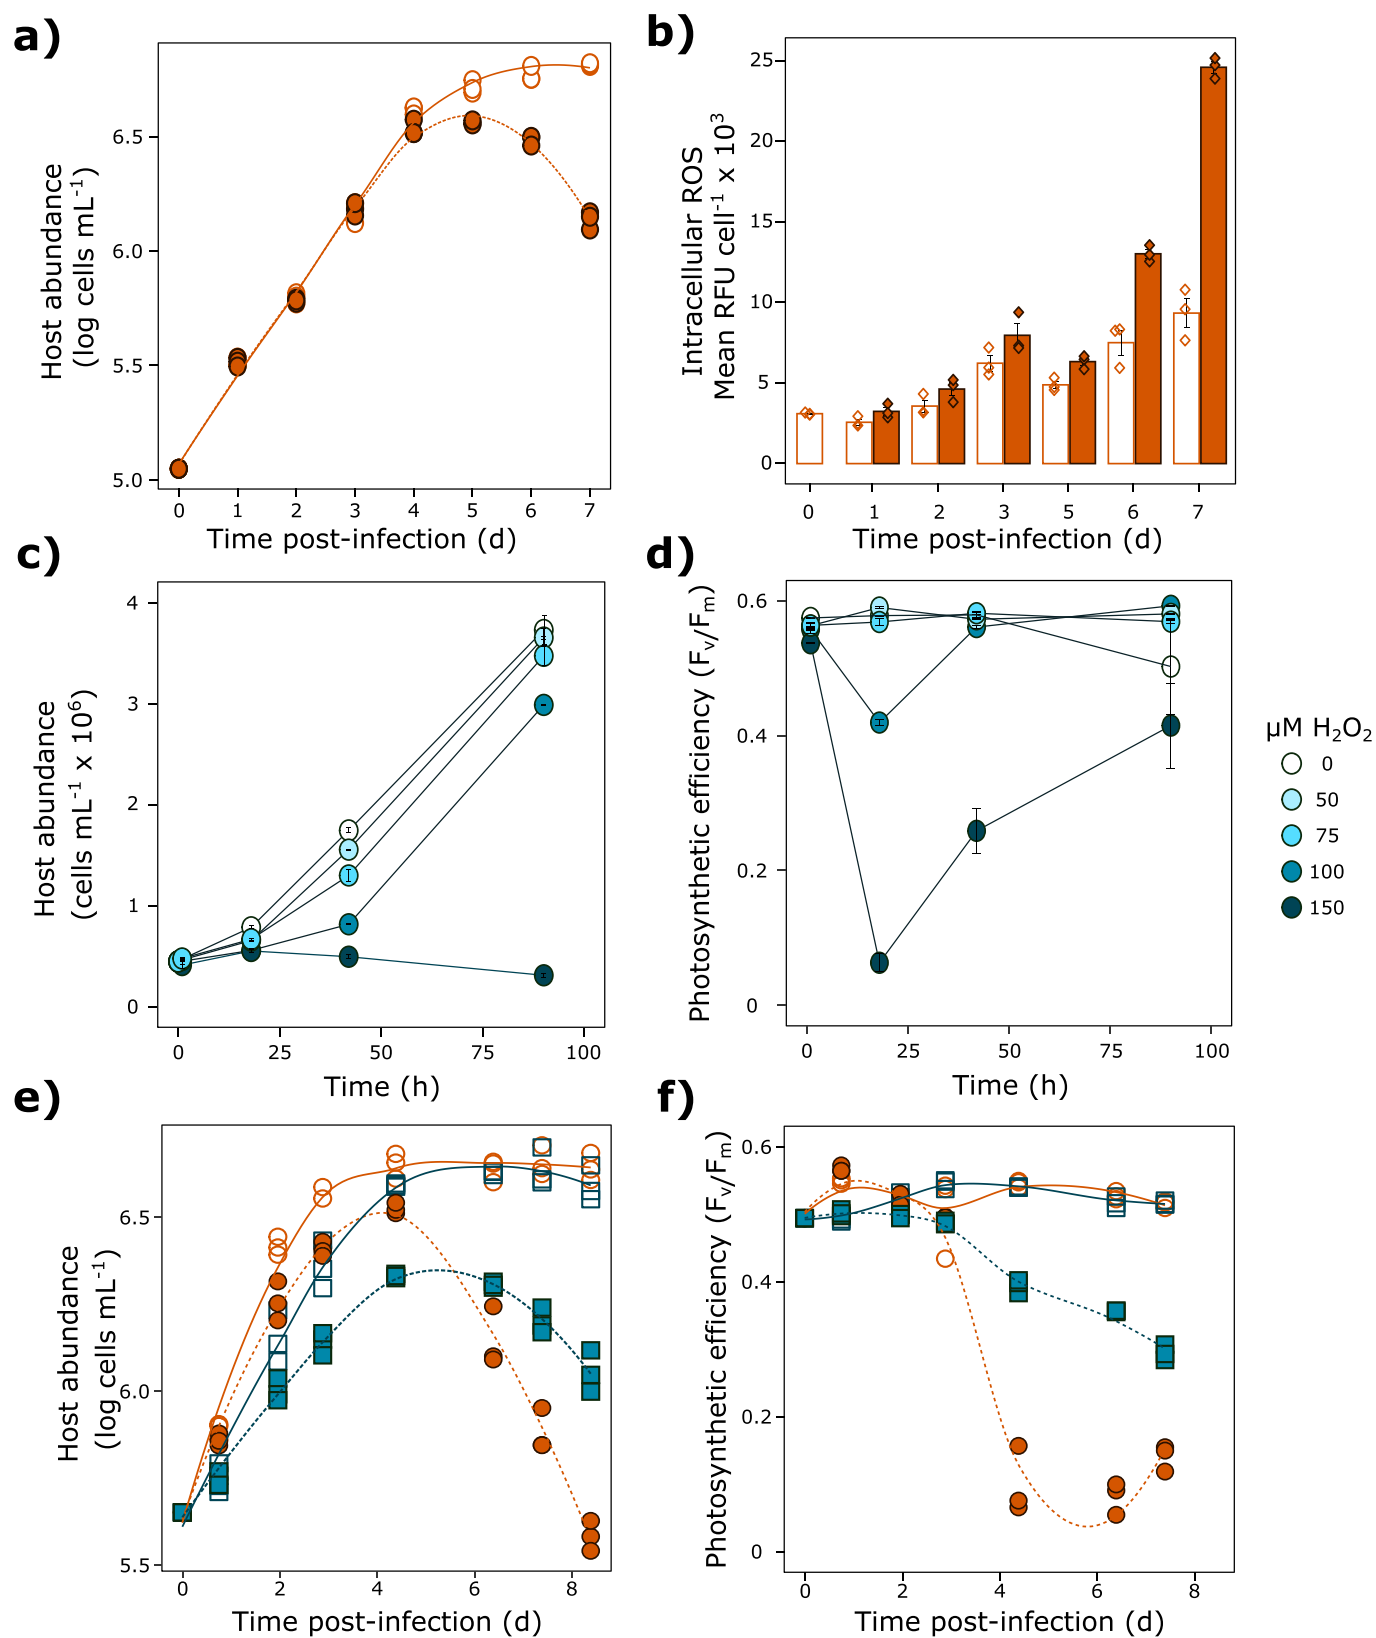 a)
Host abundance
(log cells mL⁻¹)
6.5
6.0
5.5
5.0
0 1 2 3 4 5 6 7
Time post-infection (d)
b)
Intracellular ROS
Mean RFU cell⁻¹ x 10³
25
20
15
10
5
0
0 1 2 3 5 6 7
Time post-infection (d)
c)
Host abundance
(cells mL⁻¹ x 10⁶)
4
3
2
1
0
0 25 50 75 100
Time (h)
d)
Photosynthetic efficiency (Fᵥ/Fₘ)
0.6
0.4
0.2
0
0 25 50 75 100
Time (h)
µM H₂O₂
0
50
75
100
150
e)
Host abundance
(log cells mL⁻¹)
6.5
6.0
5.5
0 2 4 6 8
Time post-infection (d)
f)
Photosynthetic efficiency (Fᵥ/Fₘ)
0.6
0.4
0.2
0
0 2 4 6 8
Time post-infection (d)